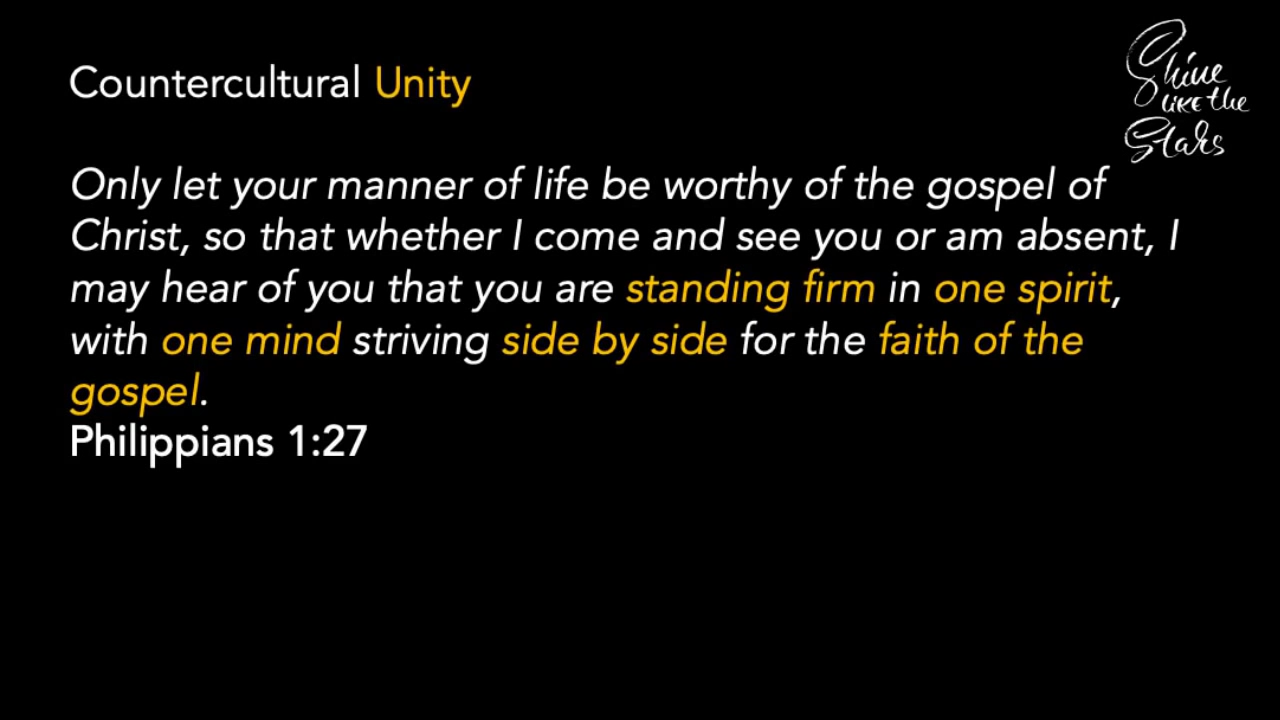 Countercultural Unity
Shine
LIKE the
Stars
Only let your manner of life be worthy of the gospel of
Christ, so that whether I come and see you or am absent, I
may hear of you that you are standing firm in one spirit,
with one mind striving side by side for the faith of the
gospel.
Philippians 1:27